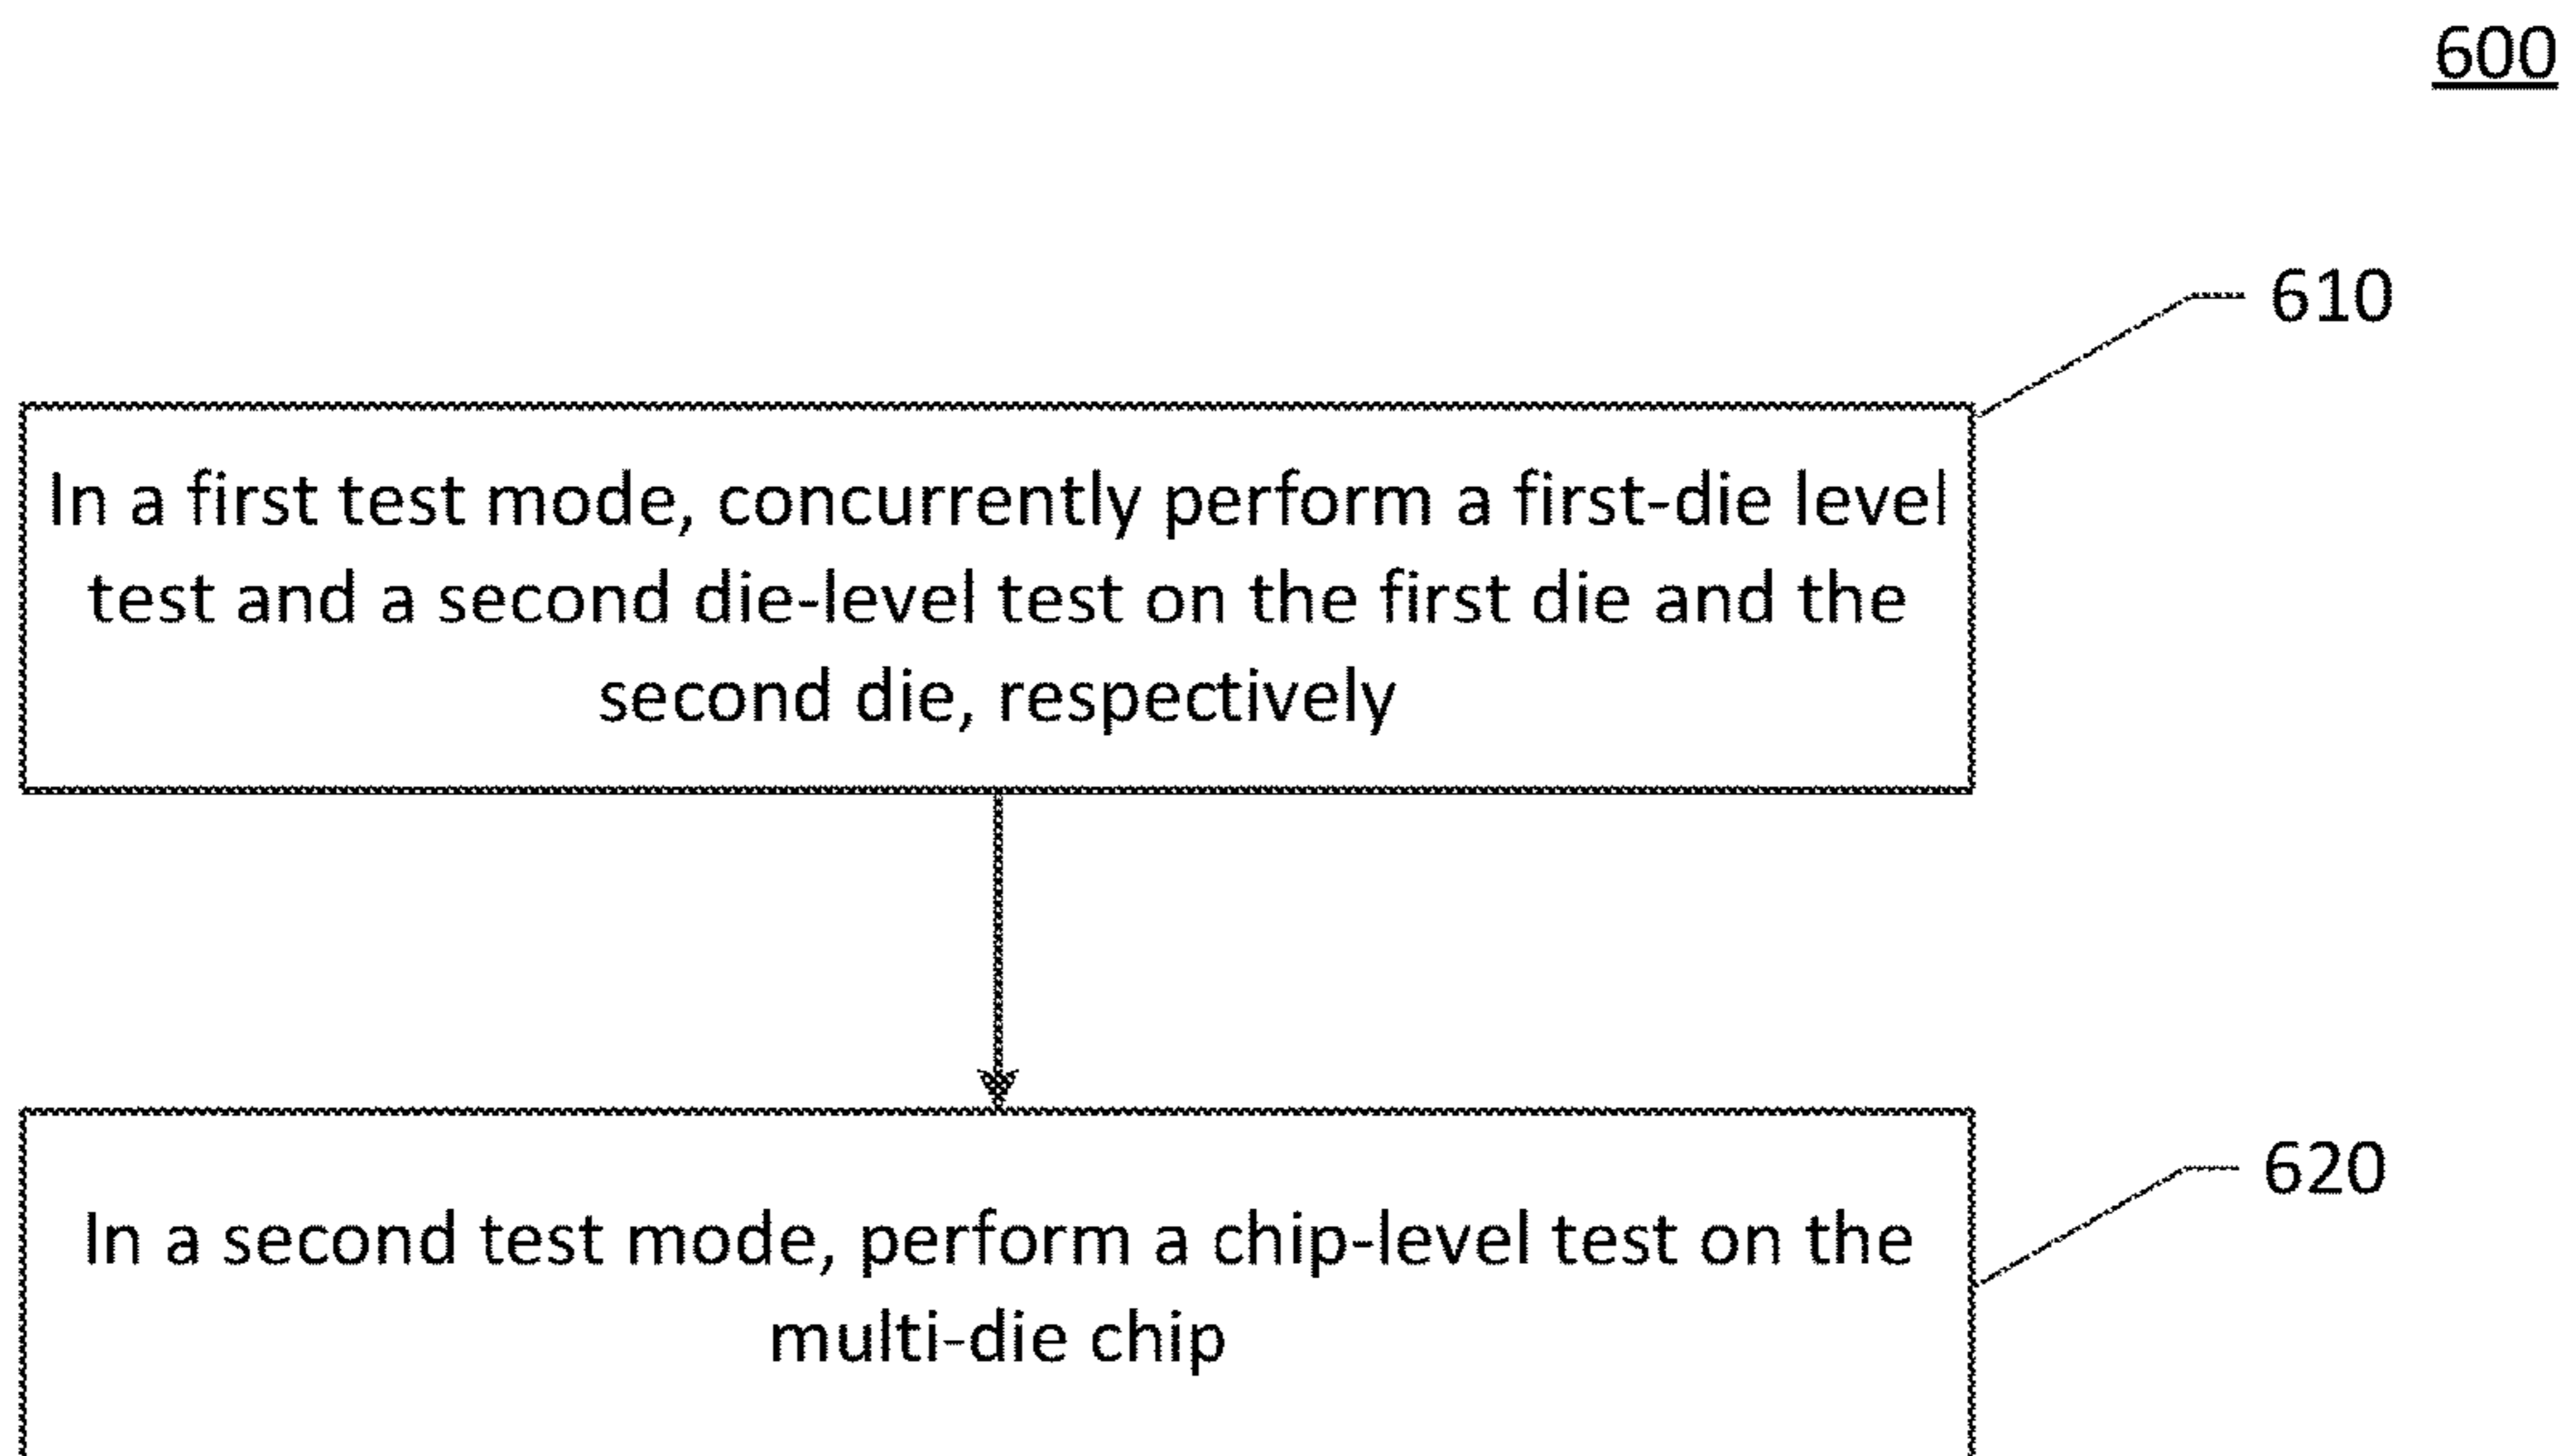 600
610
In a first test mode, concurrently perform a first-die level
test and a second die-level test on the first die and the
second die, respectively
620
In a second test mode, perform a chip-level test on the
multi-die chip